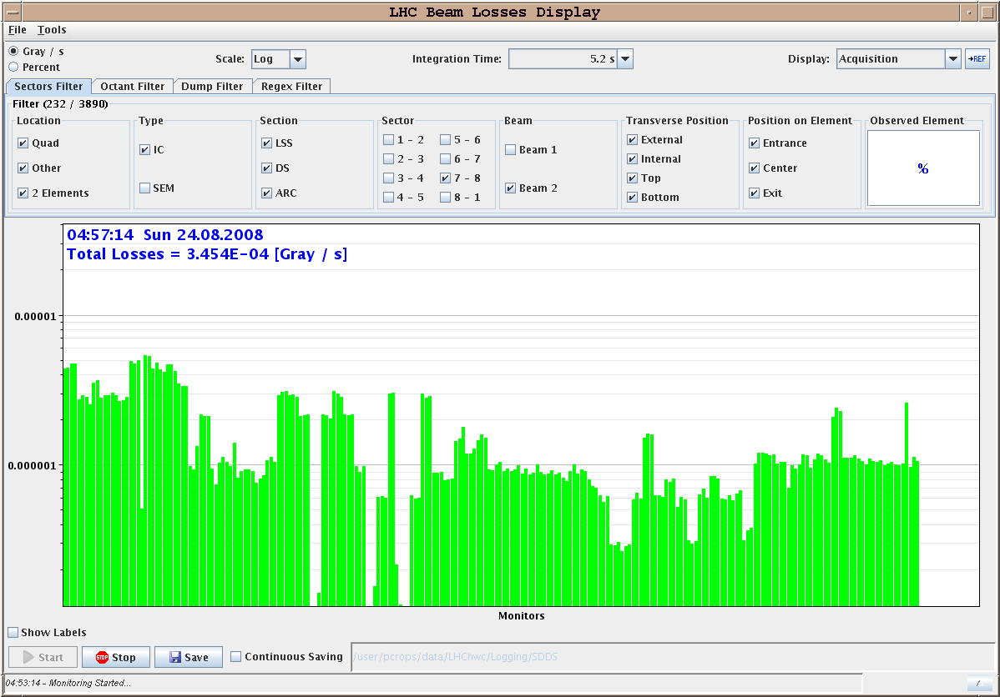 LHC Beam Losses Display
File Tools
Gray / s
Percent
Scale: Log
Integration Time: 5.2 s
Display: Acquisition
REF
Sectors Filter Octant Filter Dump Filter Regex Filter
Filter (232 / 3890)
Location Type Section Sector Beam Transverse Position Position on Element Observed Element
Quad
Other
2 Elements
IC
SEM
LSS
DS
ARC
1 - 2 5 - 6
2 - 3 6 - 7
3 - 4 7 - 8
4 - 5 8 - 1
Beam 1
Beam 2
External
Internal
Top
Bottom
Entrance
Center
Exit
%
04:57:14 Sun 24.08.2008
Total Losses = 3.454E-04 [Gray / s]
0.00001
0.000001
Monitors
Show Labels
Start STOP Stop Save Continuous Saving /user/pcrops/data/LHChwc/Logging/SDDS
04:53:14 - Monitoring Started...